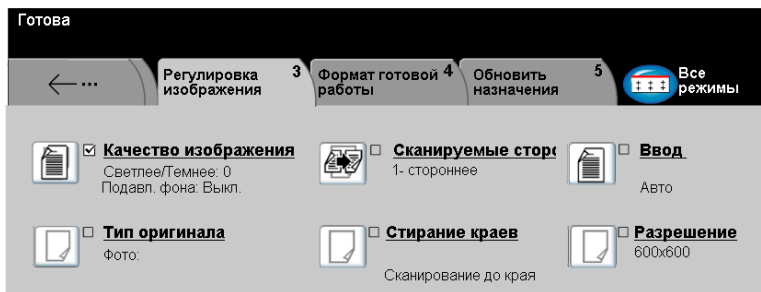 Готова
← ...
Регулировка изображения 3
Формат готовой работы 4
Обновить назначения 5
Все режимы
Качество изображения
Светлее/Темнее: 0
Подавл. фона: Выкл.
Сканируемые сторо
1- стороннее
Ввод
Авто
Тип оригинала
Фото:
Стирание краев
Сканирование до края
Разрешение
600x600